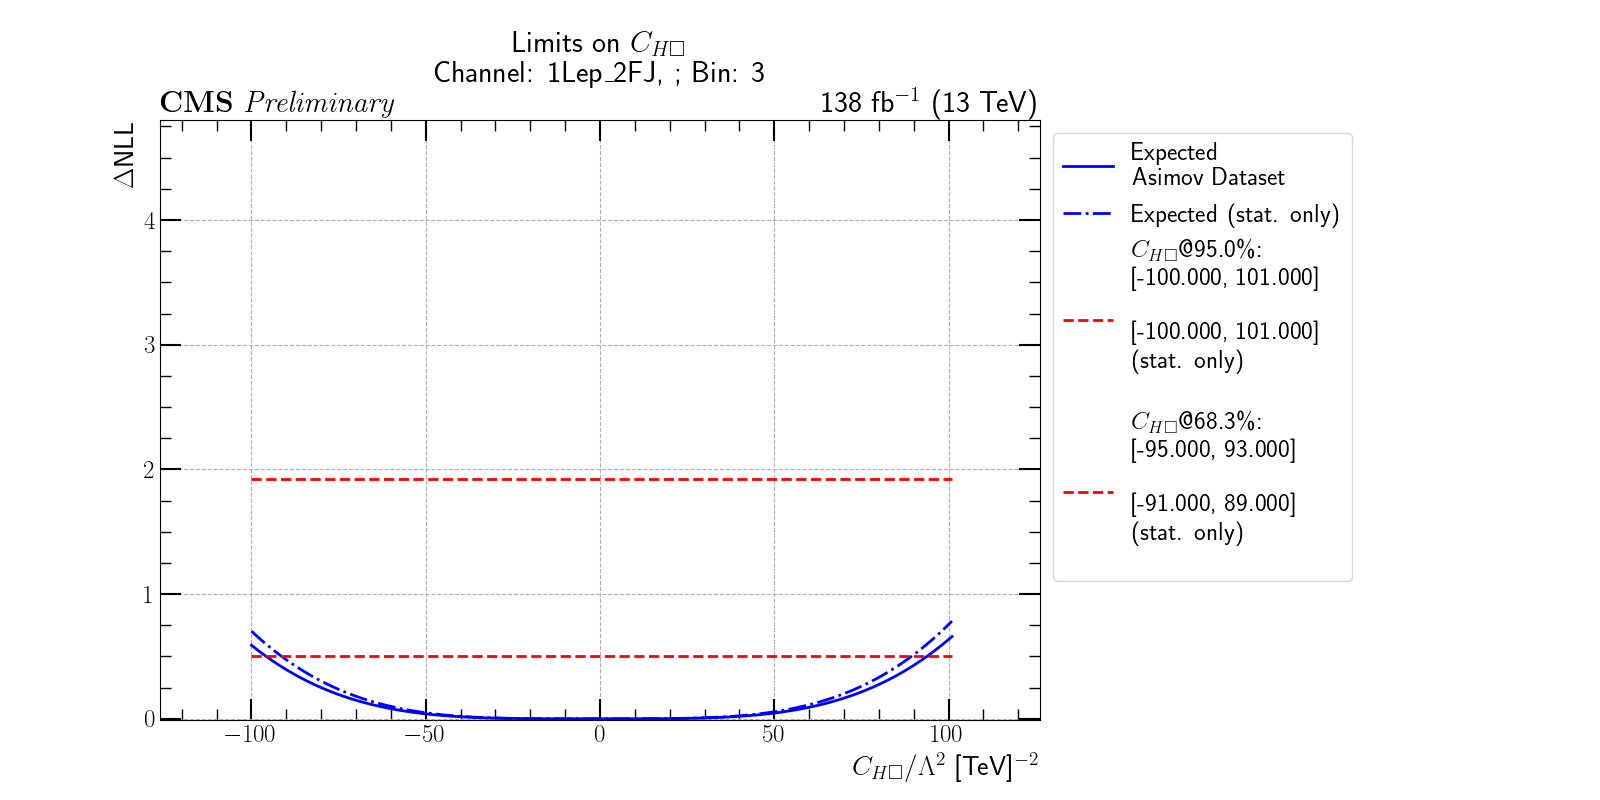 Limits on C_{H□}
Channel: 1Lep_2FJ, ; Bin: 3
CMS Preliminary
138 fb⁻¹ (13 TeV)
ΔNLL
4
3
2
1
0
−100
−50
0
50
100
C_{H□}/Λ² [TeV]⁻²
Expected
Asimov Dataset
Expected (stat. only)
C_{H□}@95.0%:
[-100.000, 101.000]
[-100.000, 101.000]
(stat. only)
C_{H□}@68.3%:
[-95.000, 93.000]
[-91.000, 89.000]
(stat. only)